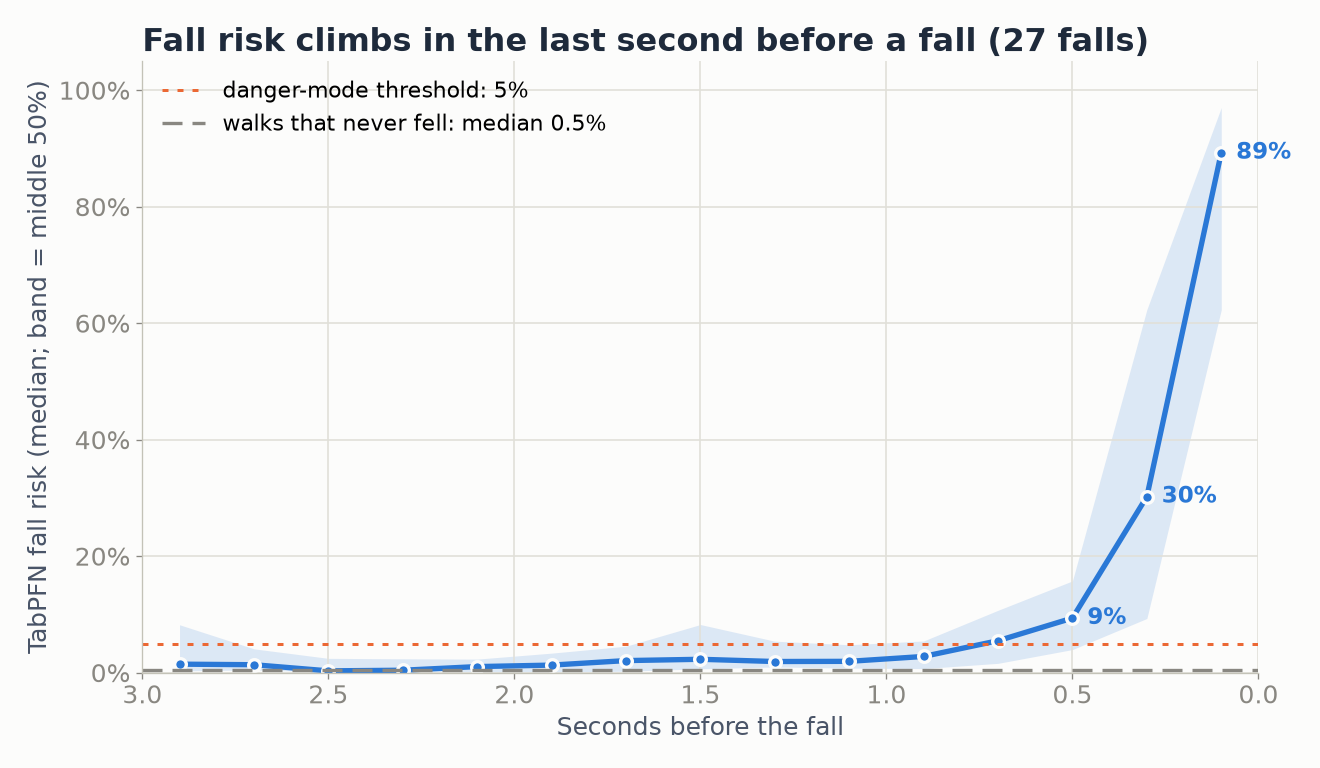 Fall risk climbs in the last second before a fall (27 falls)
danger-mode threshold: 5%
walks that never fell: median 0.5%
TabPFN fall risk (median; band = middle 50%)
100%
80%
60%
40%
20%
0%
89%
30%
9%
3.0 2.5 2.0 1.5 1.0 0.5 0.0
Seconds before the fall